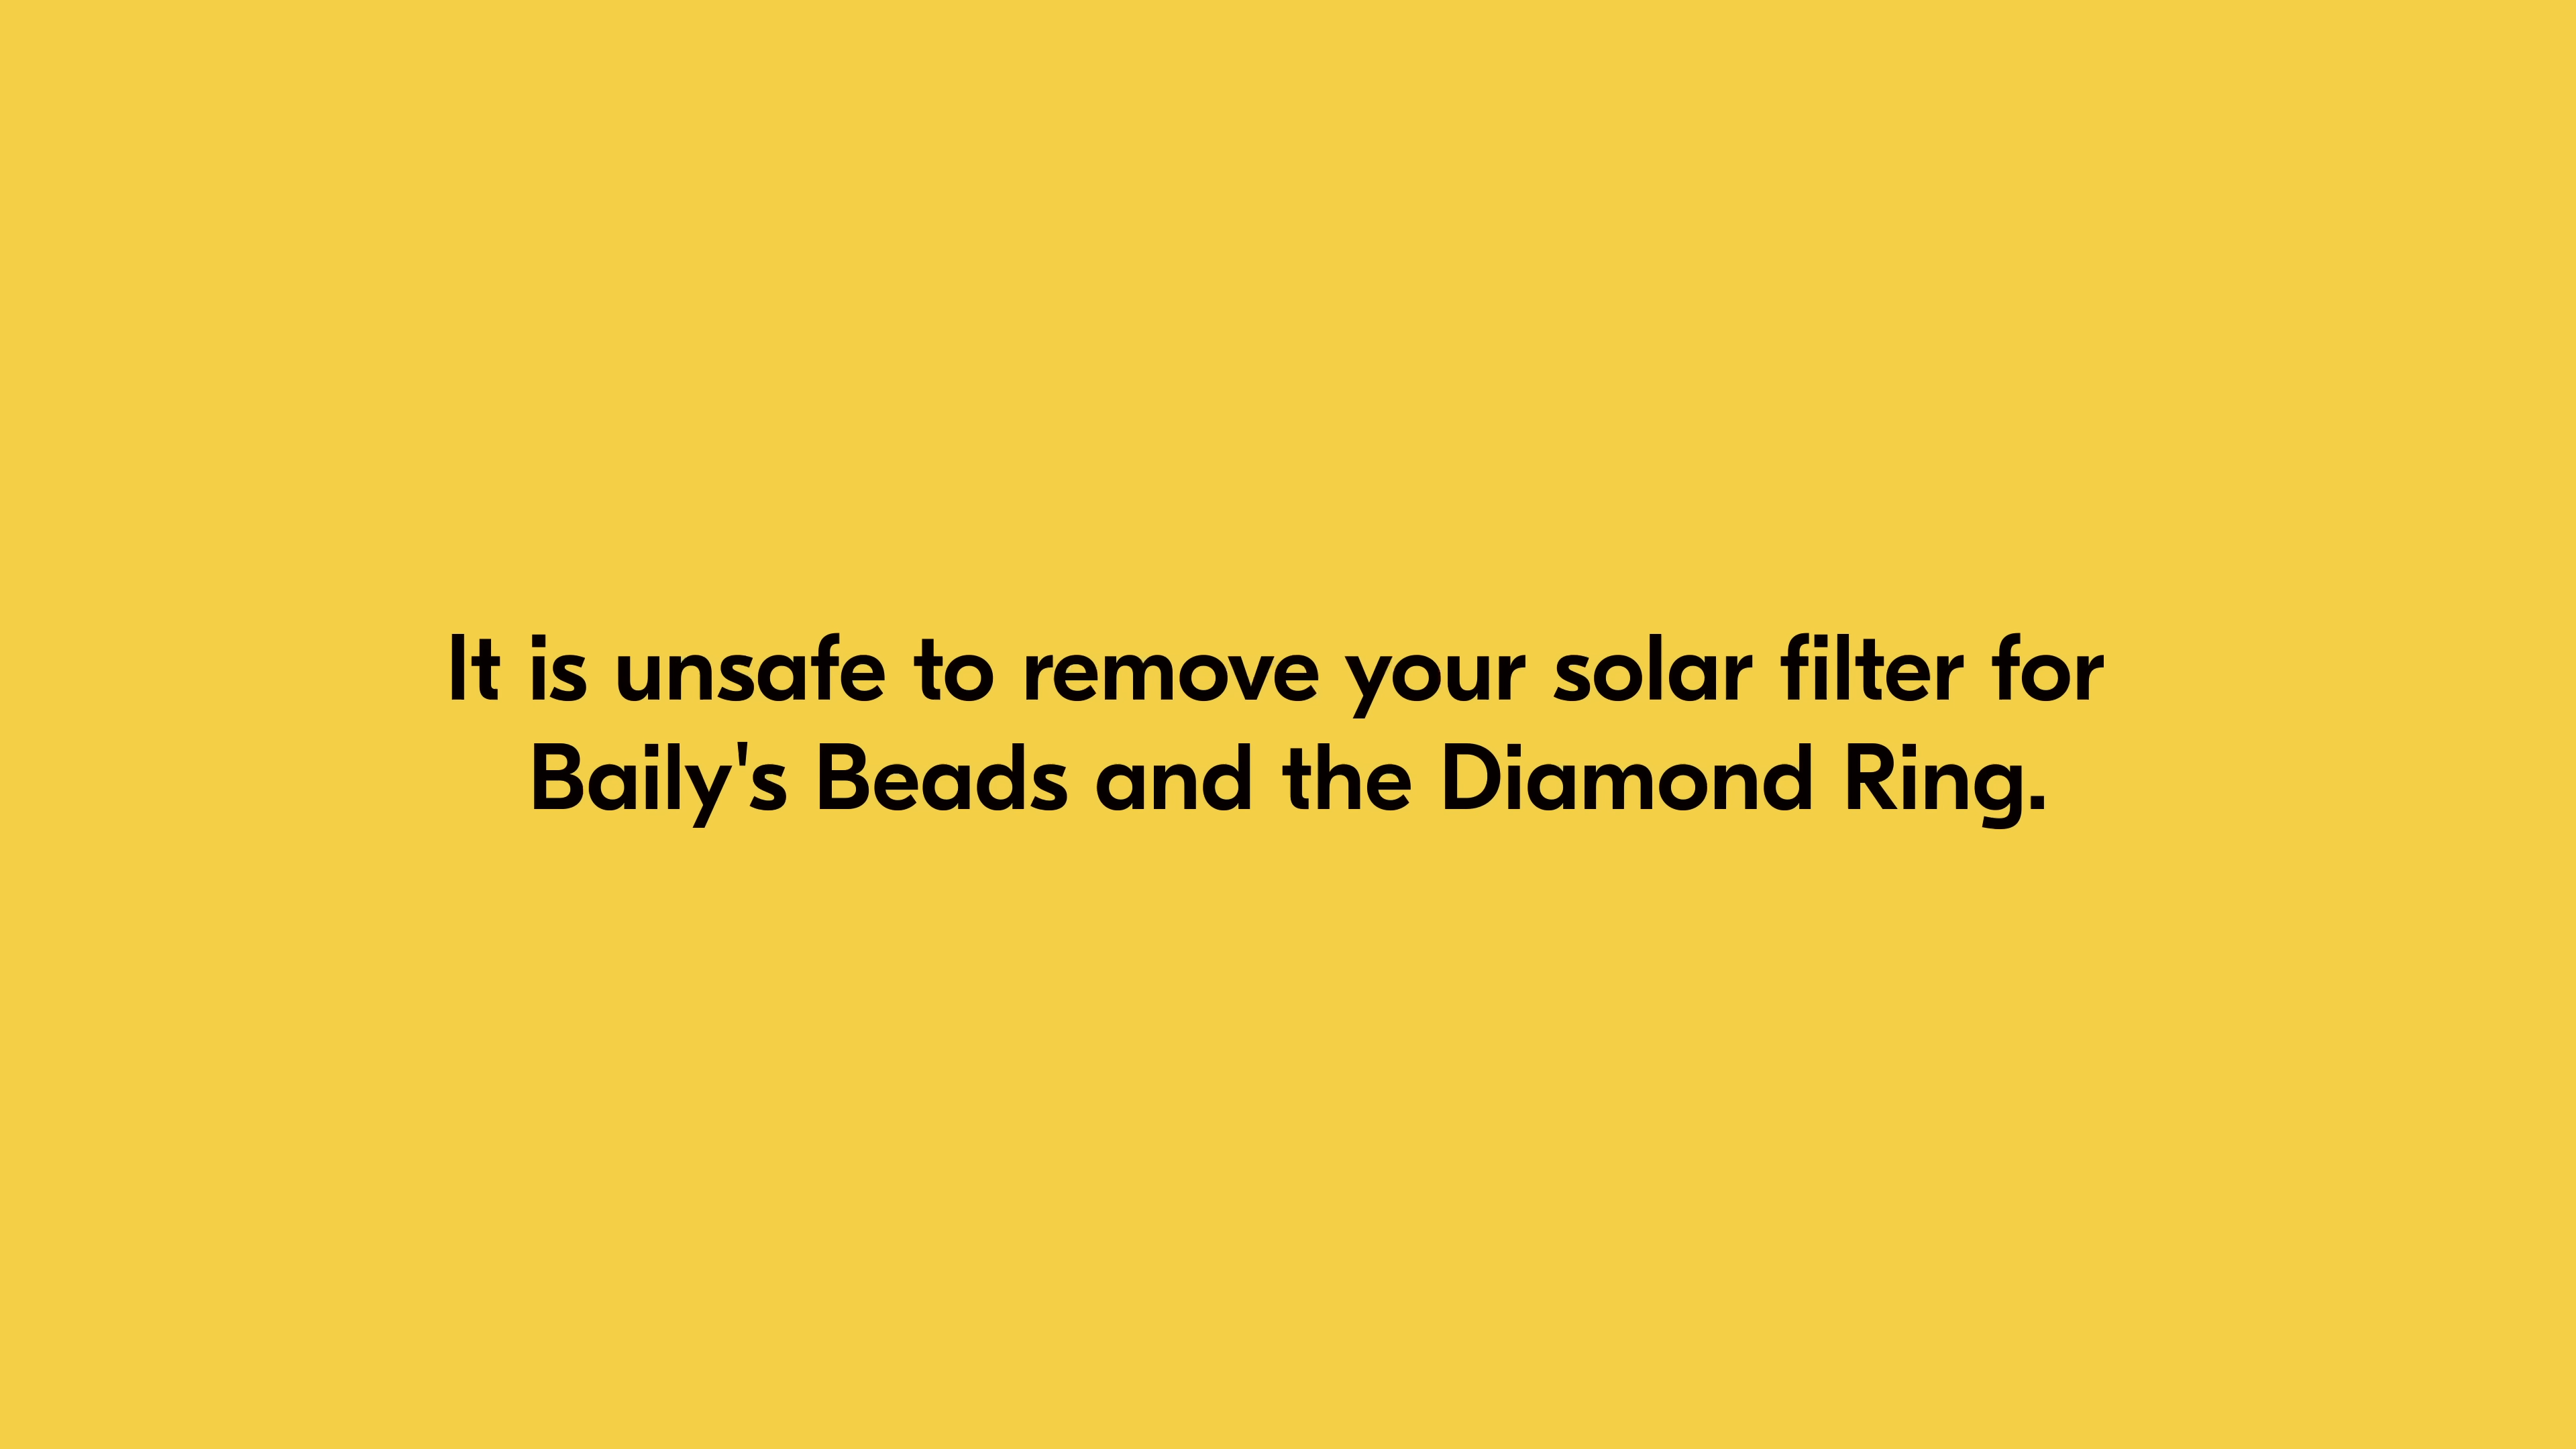 It is unsafe to remove your solar filter for
Baily's Beads and the Diamond Ring.